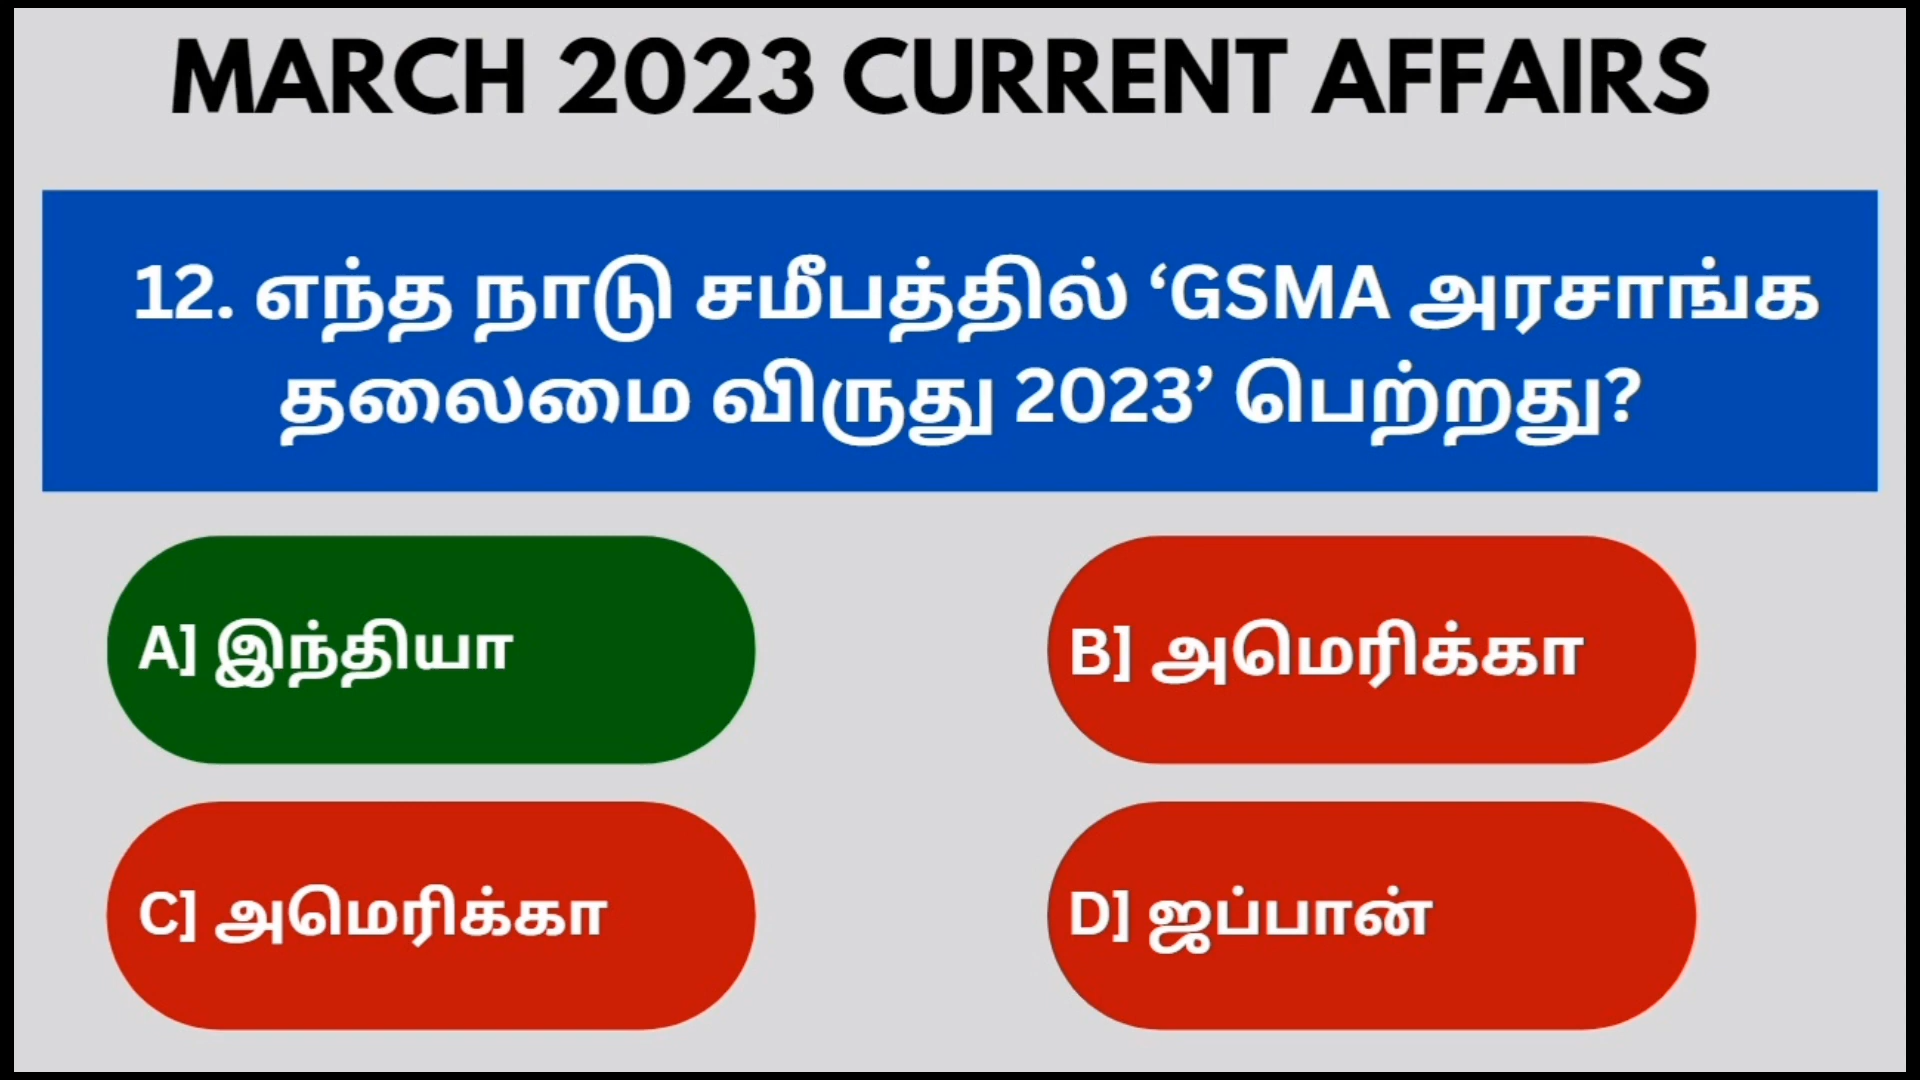 MARCH 2023 CURRENT AFFAIRS
12. எந்த நாடு சமீபத்தில் ‘GSMA அரசாங்க
தலைமை விருது 2023’ பெற்றது?
A] இந்தியா
B] அமெரிக்கா
C] அமெரிக்கா
D] ஜப்பான்